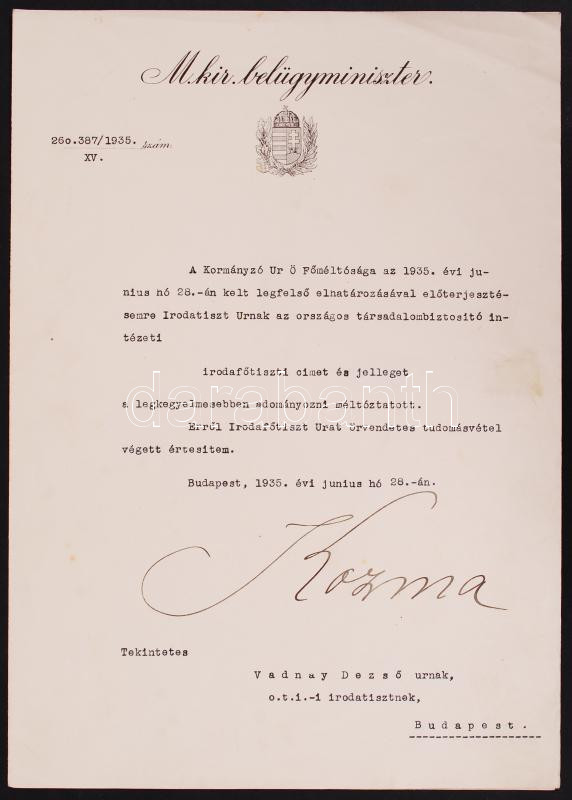 M. kir. belügyminiszter.
26o.387/1935. szám.
XV.
A Kormányzó Ur Ő Főméltósága az 1935. évi ju-
nius hó 28.-án kelt legfelső elhatározásával előterjeszté-
semre Irodatiszt Urnak az országos társadalombiztositó in-
tézeti
irodafőtiszti cimet és jelleget
a legkegyelmesebben adományozni méltóztatott.
darabanth
Erről Irodafőtiszt Urat örvendetes tudomásvétel
végett értesitem.
Budapest, 1935. évi junius hó 28.-án.
Kozma
Tekintetes
Vadnay Dezső urnak,
o.t.i.-i irodatisztnek,
Budapest.